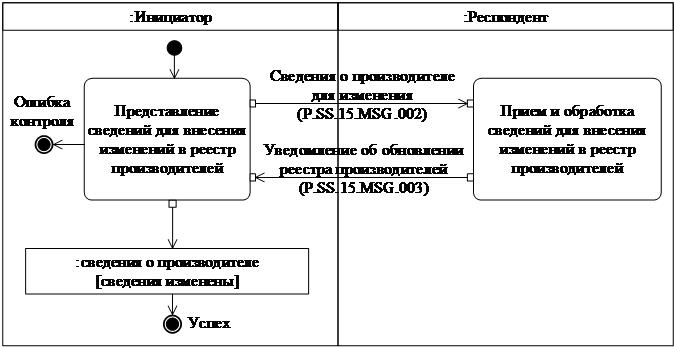 :Инициатор
:Респондент
Ошибка
контроля
Представление
сведений для внесения
изменений в реестр
производителей
Сведения о производителе
для изменения
(P.SS.15.MSG.002)
Уведомление об обновлении
реестра производителей
(P.SS.15.MSG.003)
Прием и обработка
сведений для внесения
изменений в реестр
производителей
:сведения о производителе
[сведения изменены]
Успех